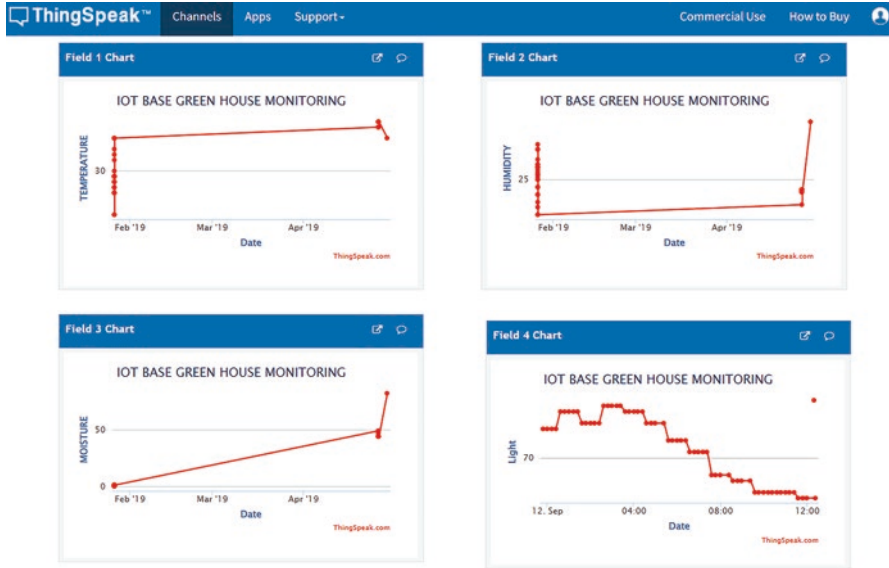 ThingSpeak™ Channels Apps Support Commercial Use How to Buy
Field 1 Chart
IOT BASE GREEN HOUSE MONITORING
TEMPERATURE
30
Feb '19 Mar '19 Apr '19
Date
ThingSpeak.com
Field 2 Chart
IOT BASE GREEN HOUSE MONITORING
HUMIDITY
25
Feb '19 Mar '19 Apr '19
Date
ThingSpeak.com
Field 3 Chart
IOT BASE GREEN HOUSE MONITORING
MOISTURE
50
0
Feb '19 Mar '19 Apr '19
Date
ThingSpeak.com
Field 4 Chart
IOT BASE GREEN HOUSE MONITORING
Light
70
12. Sep 04:00 08:00 12:00
Date
ThingSpeak.com